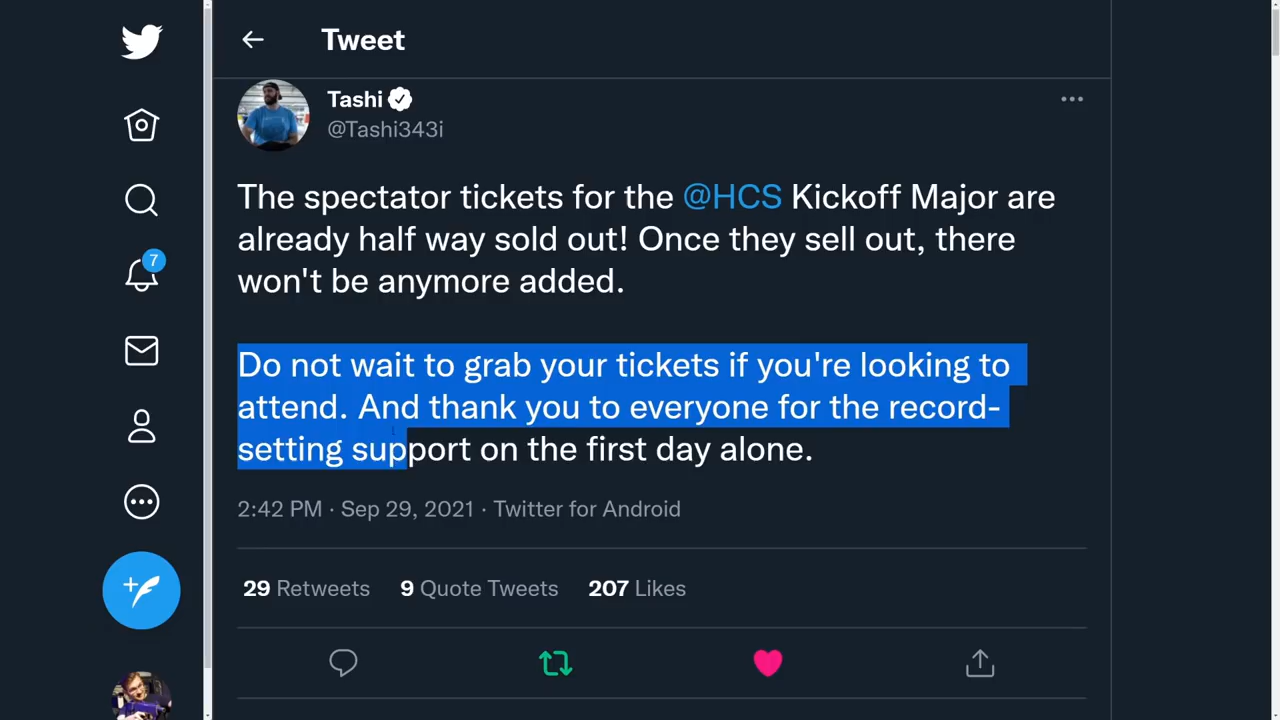 Tweet
Tashi
@Tashi343i
The spectator tickets for the @HCS Kickoff Major are
already half way sold out! Once they sell out, there
won't be anymore added.
Do not wait to grab your tickets if you're looking to
attend. And thank you to everyone for the record-
setting support on the first day alone.
2:42 PM · Sep 29, 2021 · Twitter for Android
29 Retweets 9 Quote Tweets 207 Likes
7